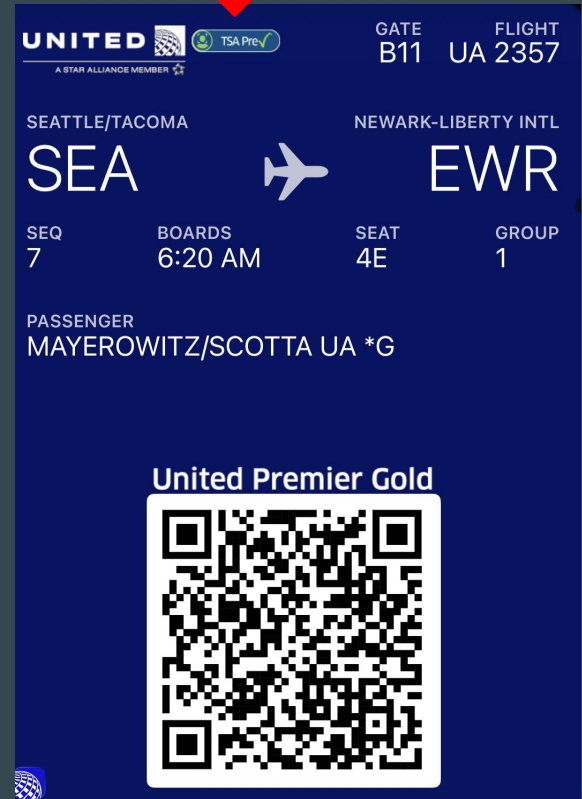 UNITED TSA Pre✓
A STAR ALLIANCE MEMBER
GATE FLIGHT
B11 UA 2357
SEATTLE/TACOMA NEWARK-LIBERTY INTL
SEA EWR
SEQ BOARDS SEAT GROUP
7 6:20 AM 4E 1
PASSENGER
MAYEROWITZ/SCOTTA UA *G
United Premier Gold